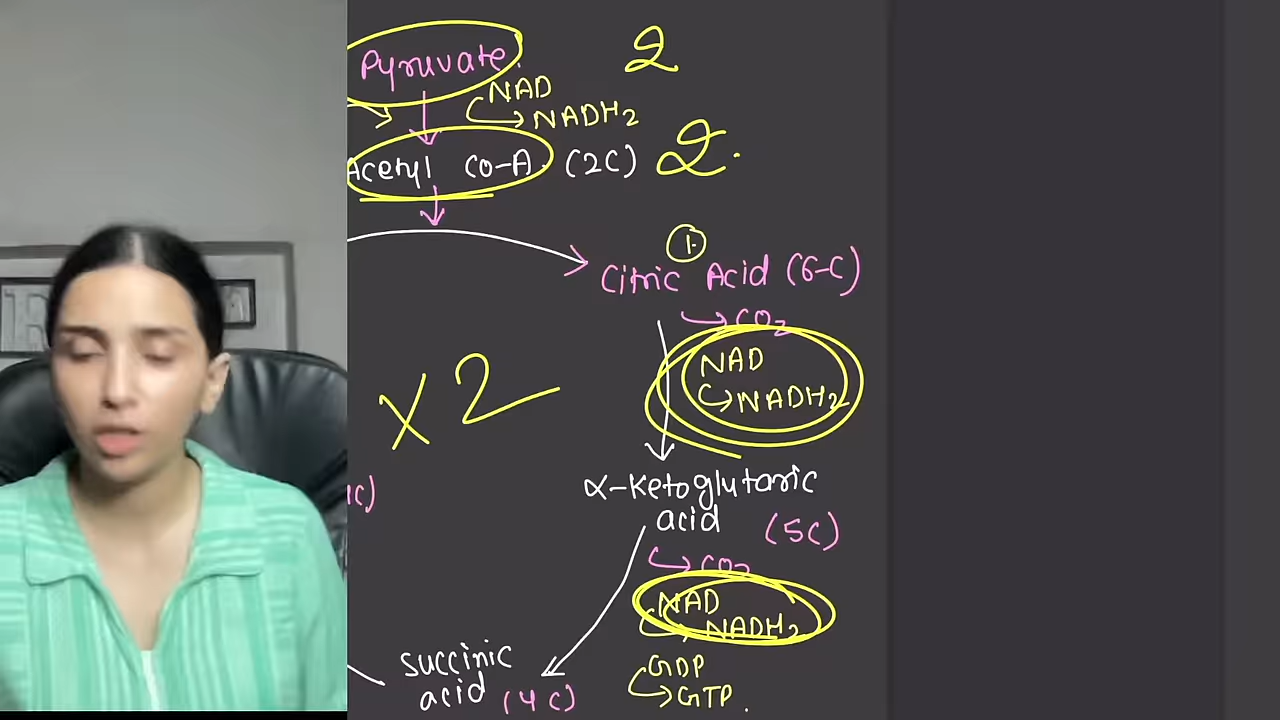 Pyruvate. 2
NAD
NADH2
Acetyl CO-A. (2C) 2.
1.
Citric Acid (6-C)
CO2
NAD
NADH2
X2
α-Ketoglutaric
acid (5C)
CO2
NAD
NADH2
GDP
GTP.
Succinic
acid (4C)